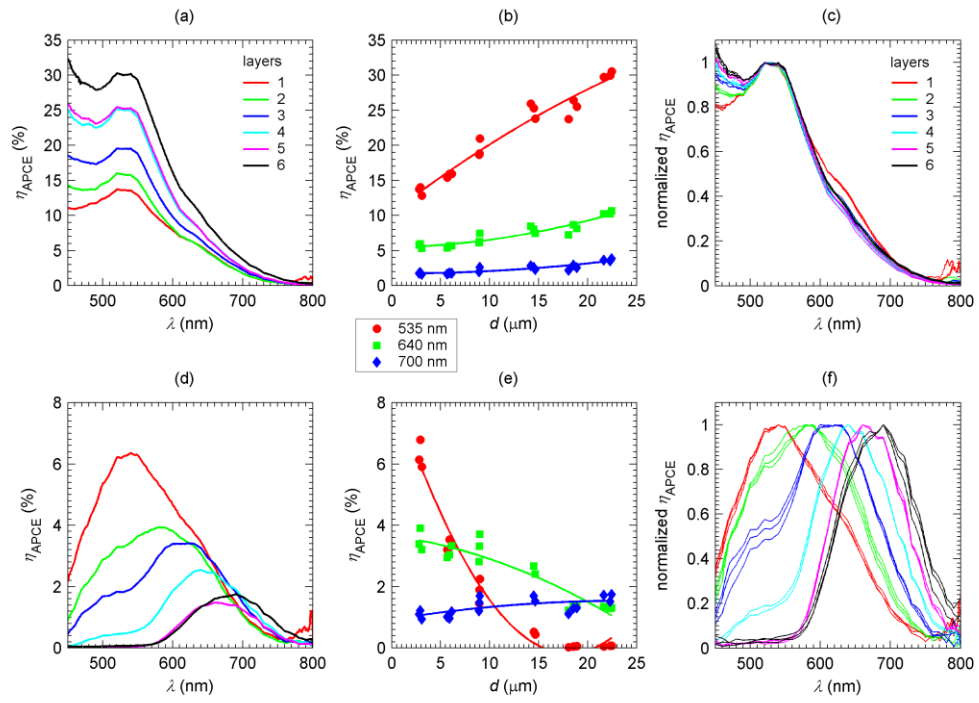 (a)
35
30
25
20
15
10
5
0
500 600 700 800
λ (nm)
ηAPCE (%)
layers
1
2
3
4
5
6
(b)
35
30
25
20
15
10
5
0
0 5 10 15 20 25
d (μm)
ηAPCE (%)
(c)
1
0.8
0.6
0.4
0.2
0
500 600 700 800
λ (nm)
normalized ηAPCE
layers
1
2
3
4
5
6
535 nm
640 nm
700 nm
(d)
8
6
4
2
0
500 600 700 800
λ (nm)
ηAPCE (%)
(e)
8
6
4
2
0
0 5 10 15 20 25
d (μm)
ηAPCE (%)
(f)
1
0.8
0.6
0.4
0.2
0
500 600 700 800
λ (nm)
normalized ηAPCE